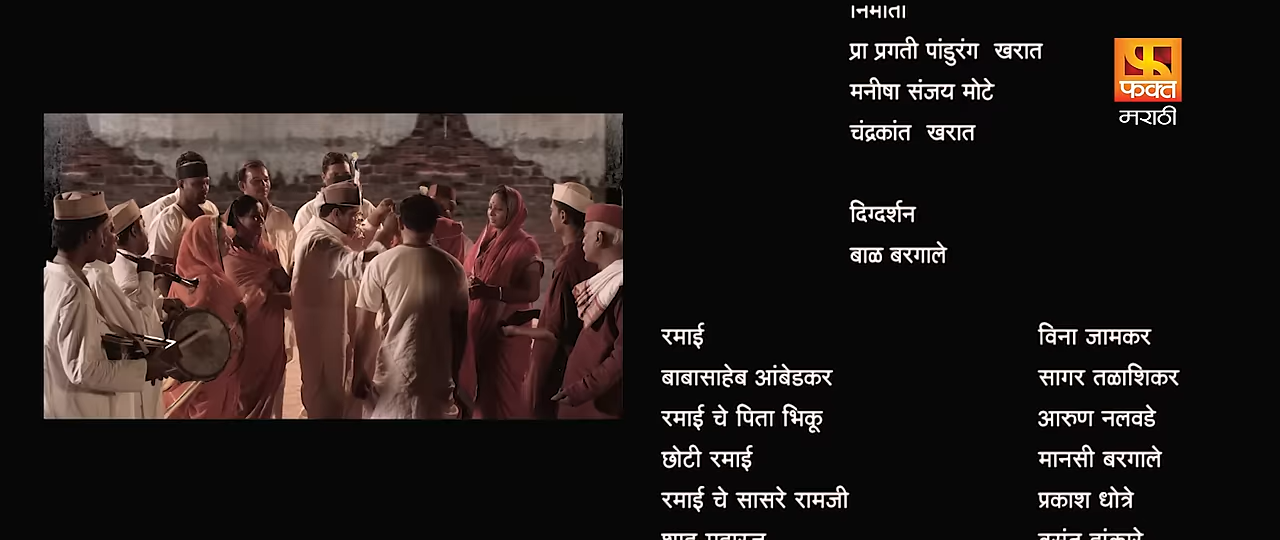 निर्माता
प्रा प्रगती पांडुरंग खरात
मनीषा संजय मोटे
चंद्रकांत खरात
फक्त
मराठी
दिग्दर्शन
बाळ बरगाले
रमाई विना जामकर
बाबासाहेब आंबेडकर सागर तळाशिकर
रमाई चे पिता भिकू आरुण नलवडे
छोटी रमाई मानसी बरगाले
रमाई चे सासरे रामजी प्रकाश धोत्रे